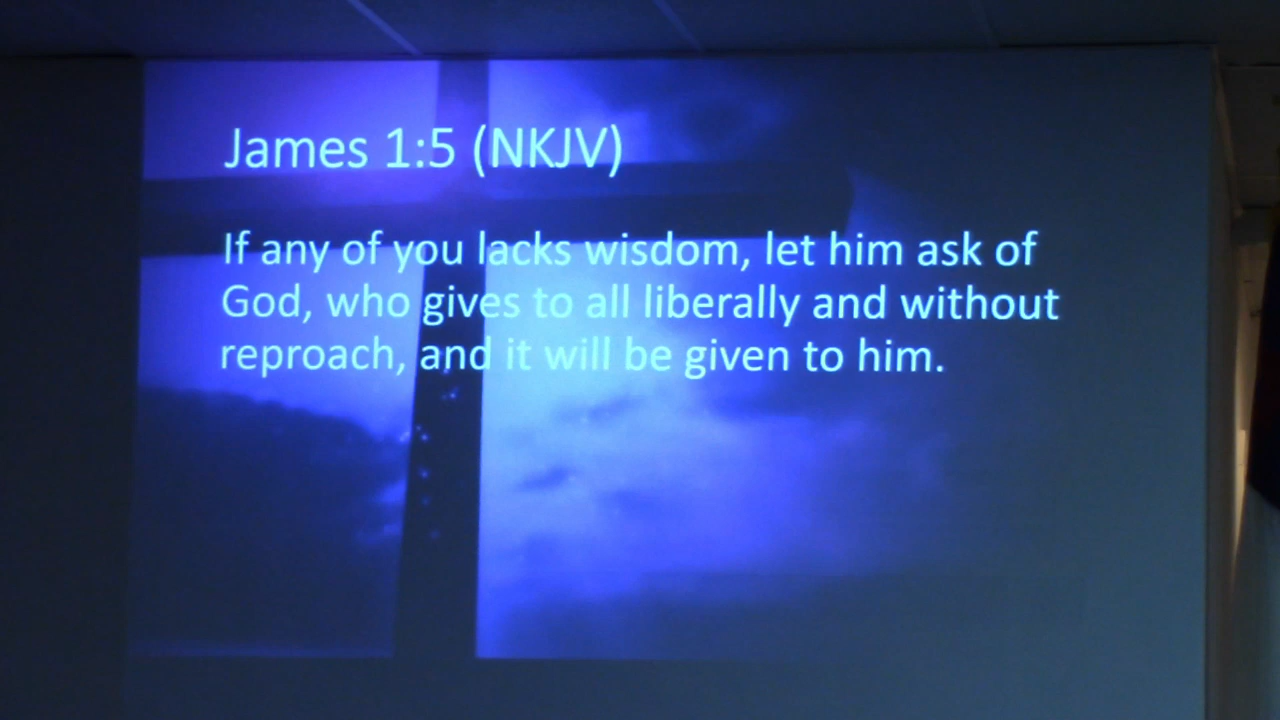 James 1:5 (NKJV)
If any of you lacks wisdom, let him ask of
God, who gives to all liberally and without
reproach, and it will be given to him.